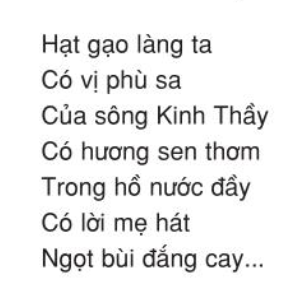 Hạt gạo làng ta
Có vị phù sa
Của sông Kinh Thầy
Có hương sen thơm
Trong hồ nước đầy
Có lời mẹ hát
Ngọt bùi đắng cay...